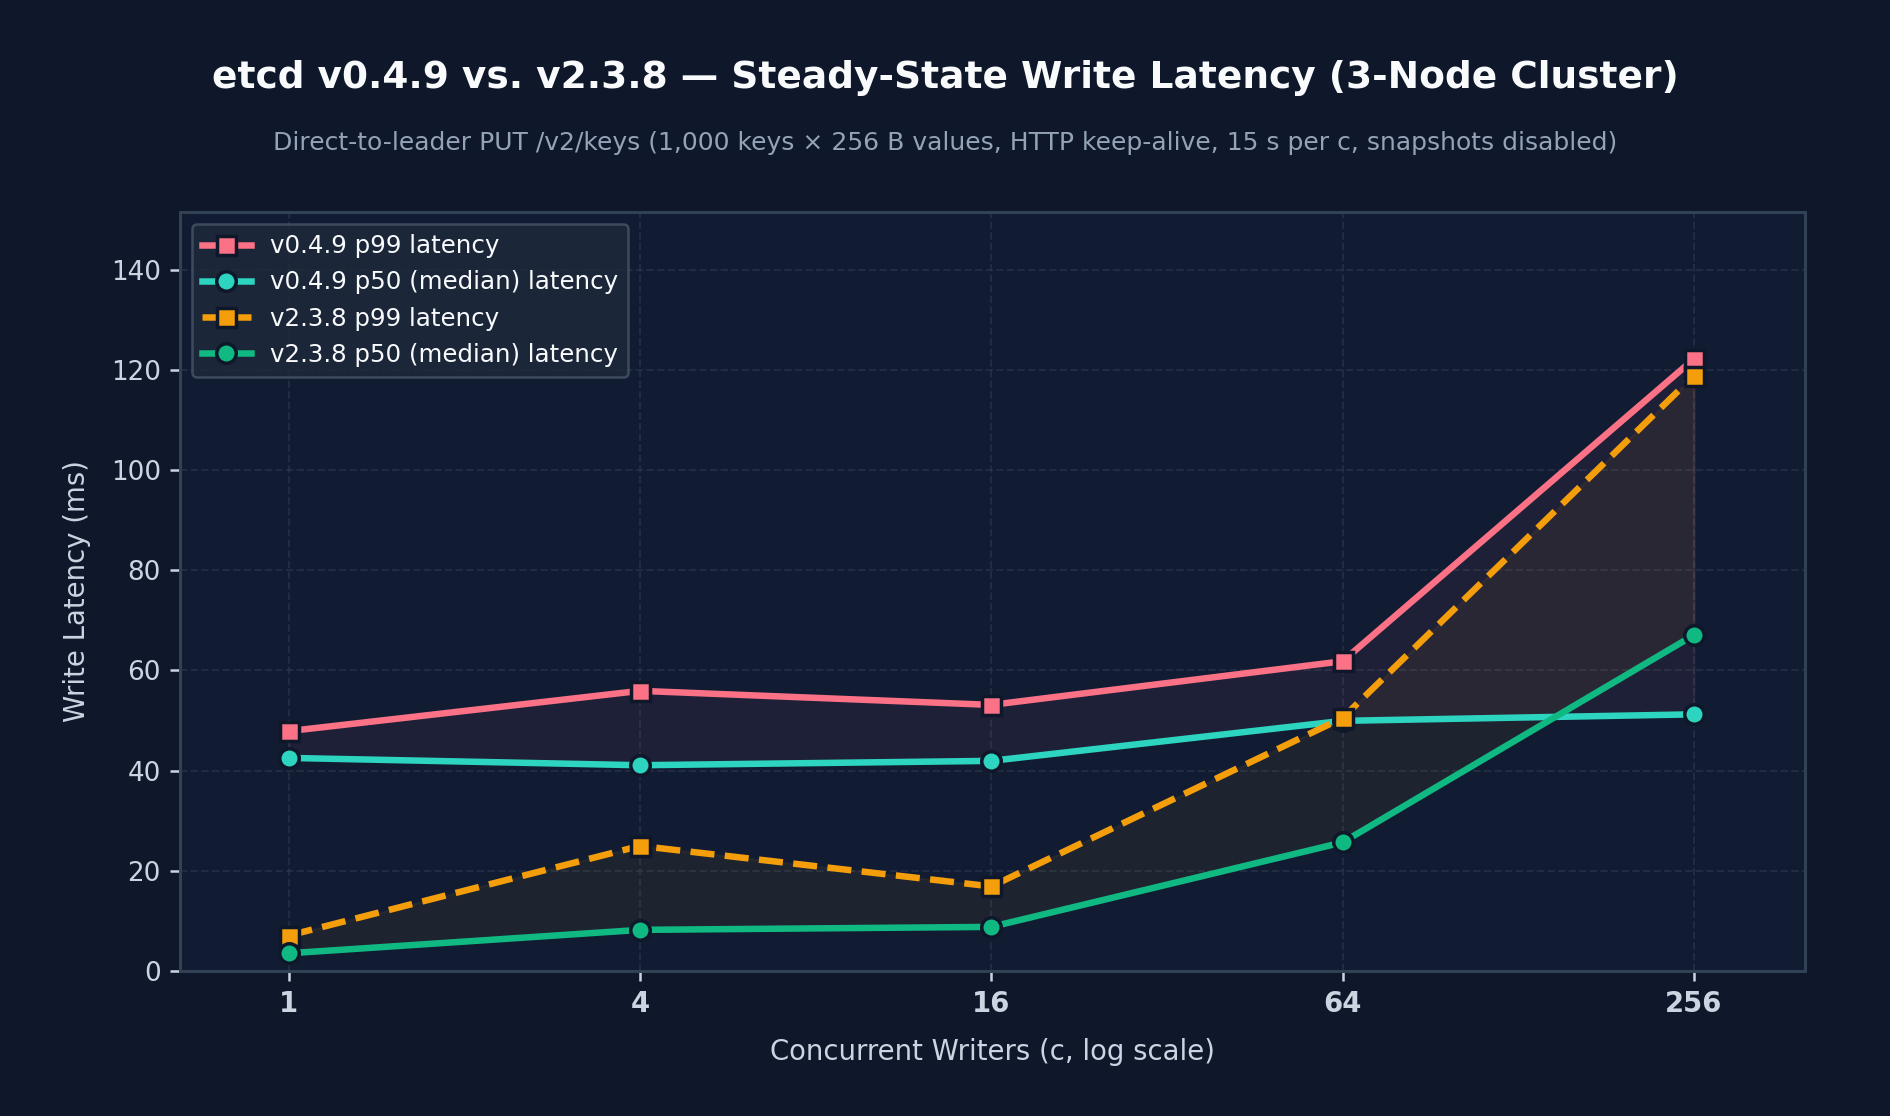 etcd v0.4.9 vs. v2.3.8 — Steady-State Write Latency (3-Node Cluster)
Direct-to-leader PUT /v2/keys (1,000 keys × 256 B values, HTTP keep-alive, 15 s per c, snapshots disabled)
v0.4.9 p99 latency
v0.4.9 p50 (median) latency
v2.3.8 p99 latency
v2.3.8 p50 (median) latency
Write Latency (ms)
140
120
100
80
60
40
20
0
1 4 16 64 256
Concurrent Writers (c, log scale)